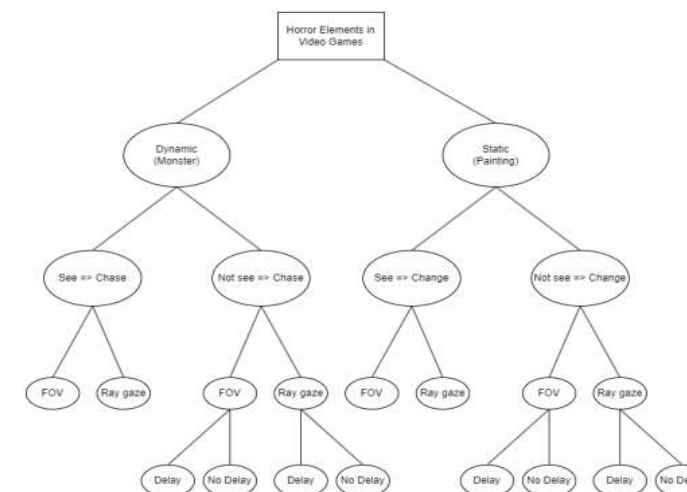 Horror Elements in
Video Games
Dynamic
(Monster)
Static
(Painting)
See => Chase
Not see => Chase
See => Change
Not see => Change
FOV
Ray gaze
FOV
Ray gaze
FOV
Ray gaze
FOV
Ray gaze
Delay
No Delay
Delay
No Delay
Delay
No Delay
Delay
No De